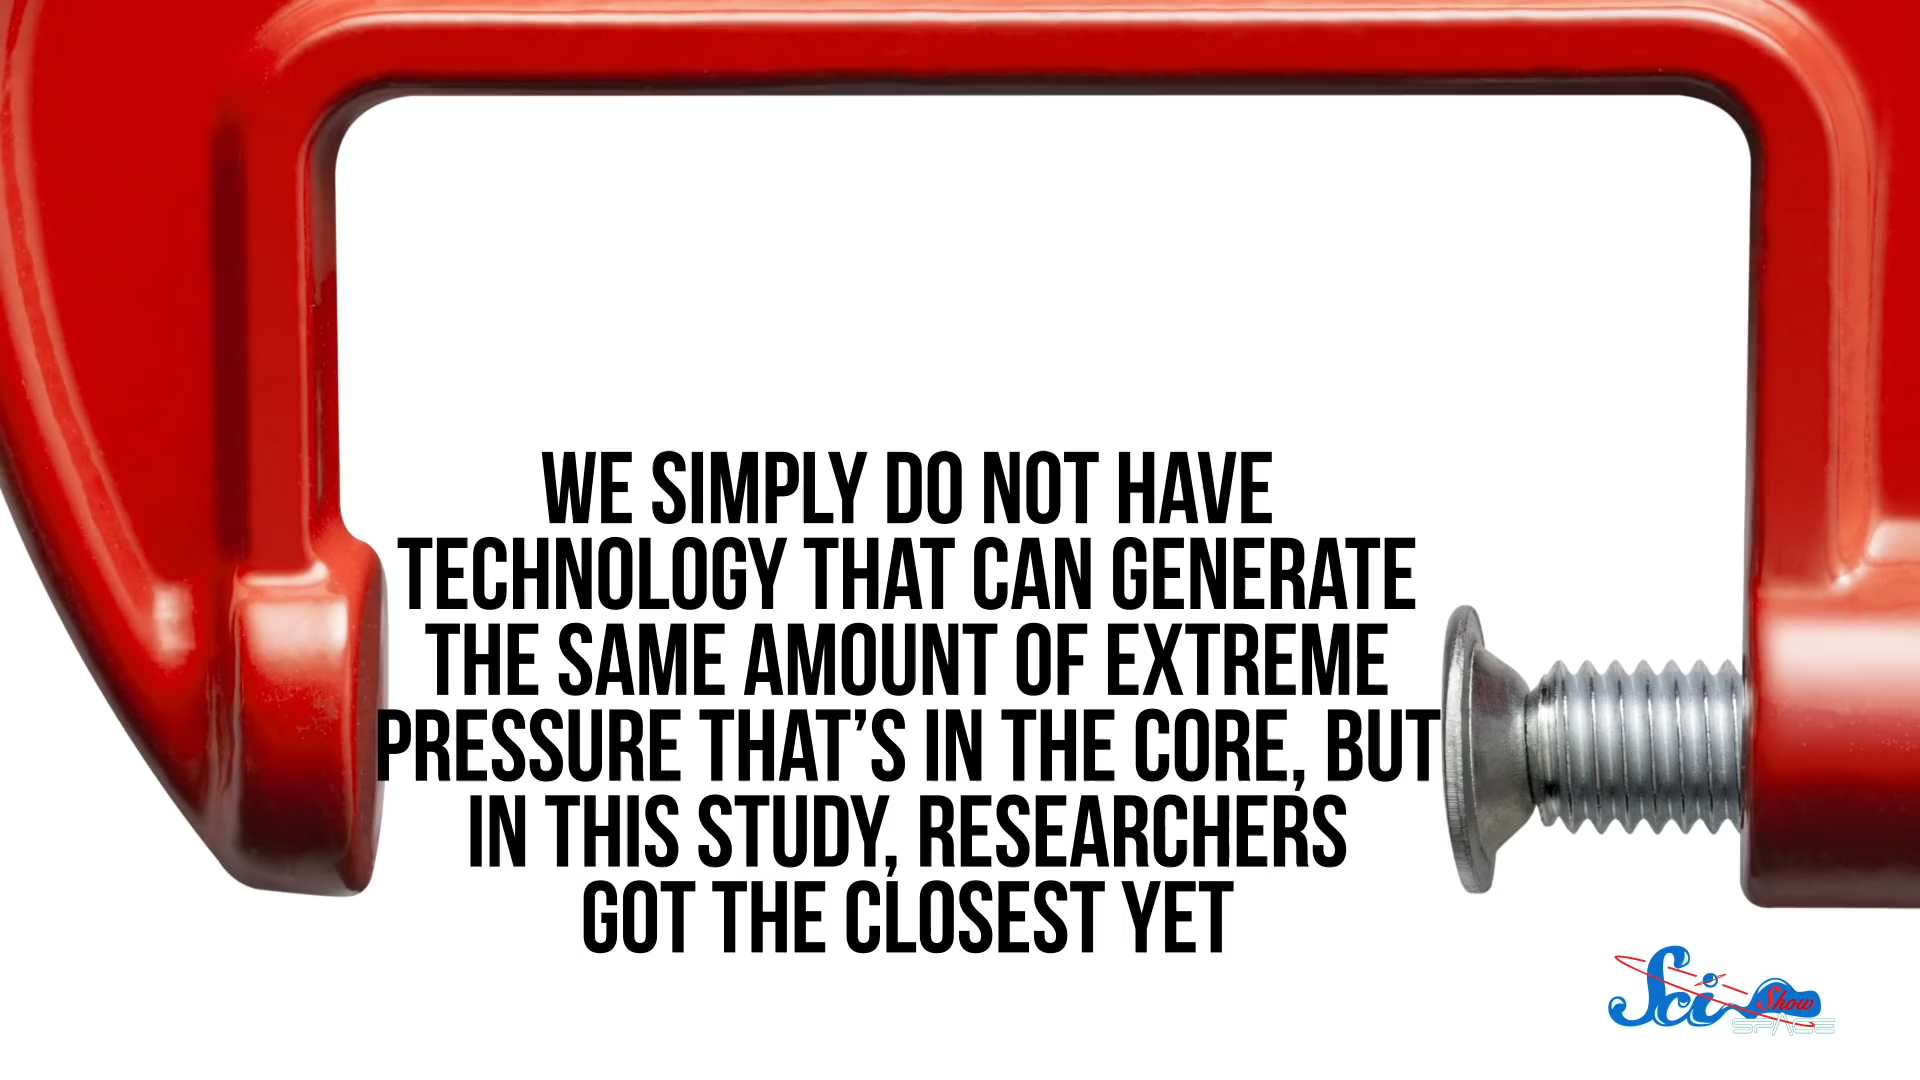 WE SIMPLY DO NOT HAVE
TECHNOLOGY THAT CAN GENERATE
THE SAME AMOUNT OF EXTREME
PRESSURE THAT’S IN THE CORE, BUT
IN THIS STUDY, RESEARCHERS
GOT THE CLOSEST YET
Sci Show
SPACE